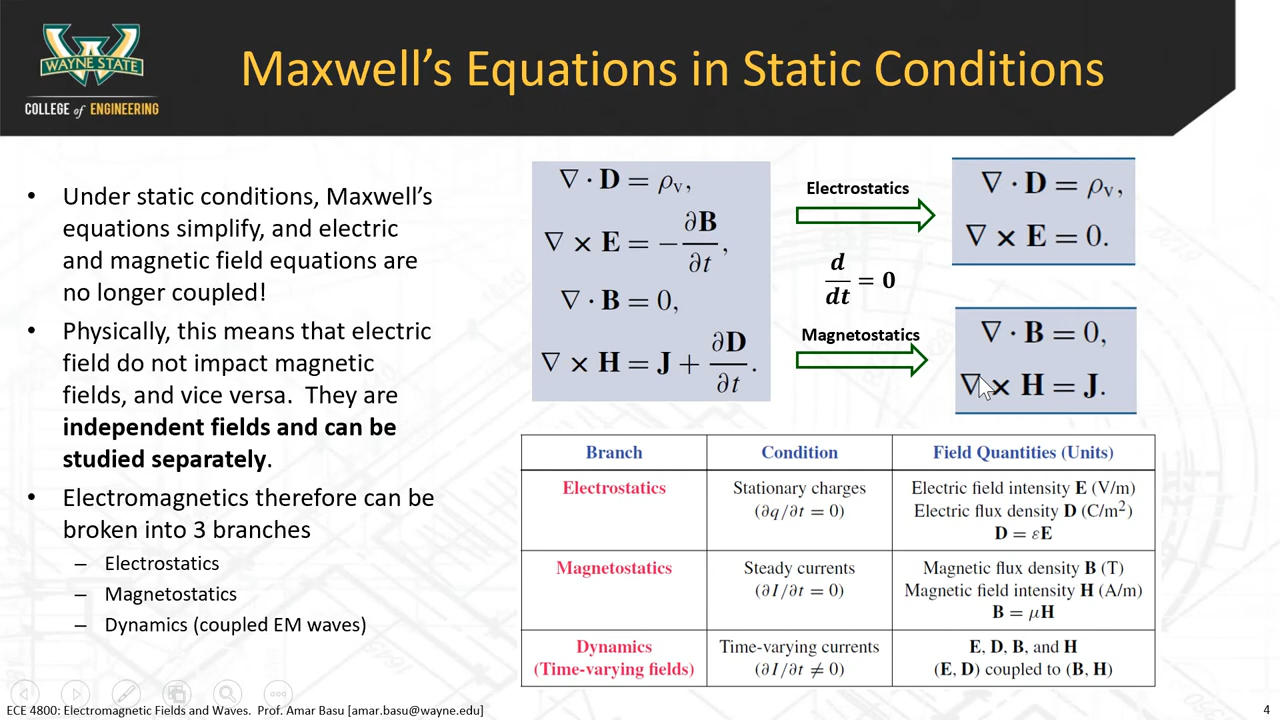 WAYNE STATE
COLLEGE of ENGINEERING
Maxwell’s Equations in Static Conditions
• Under static conditions, Maxwell’s
equations simplify, and electric
and magnetic field equations are
no longer coupled!
• Physically, this means that electric
field do not impact magnetic
fields, and vice versa. They are
independent fields and can be
studied separately.
• Electromagnetics therefore can be
broken into 3 branches
– Electrostatics
– Magnetostatics
– Dynamics (coupled EM waves)
∇ · D = ρv,
∇ × E = −∂B/∂t,
∇ · B = 0,
∇ × H = J + ∂D/∂t.
Electrostatics
d/dt = 0
Magnetostatics
∇ · D = ρv,
∇ × E = 0.
∇ · B = 0,
∇ × H = J.
Branch Condition Field Quantities (Units)
Electrostatics Stationary charges Electric field intensity E (V/m)
(∂q/∂t = 0) Electric flux density D (C/m²)
D = εE
Magnetostatics Steady currents Magnetic flux density B (T)
(∂I/∂t = 0) Magnetic field intensity H (A/m)
B = μH
Dynamics Time-varying currents E, D, B, and H
(Time-varying fields) (∂I/∂t ≠ 0) (E, D) coupled to (B, H)
ECE 4800: Electromagnetic Fields and Waves. Prof. Amar Basu [amar.basu@wayne.edu]
4